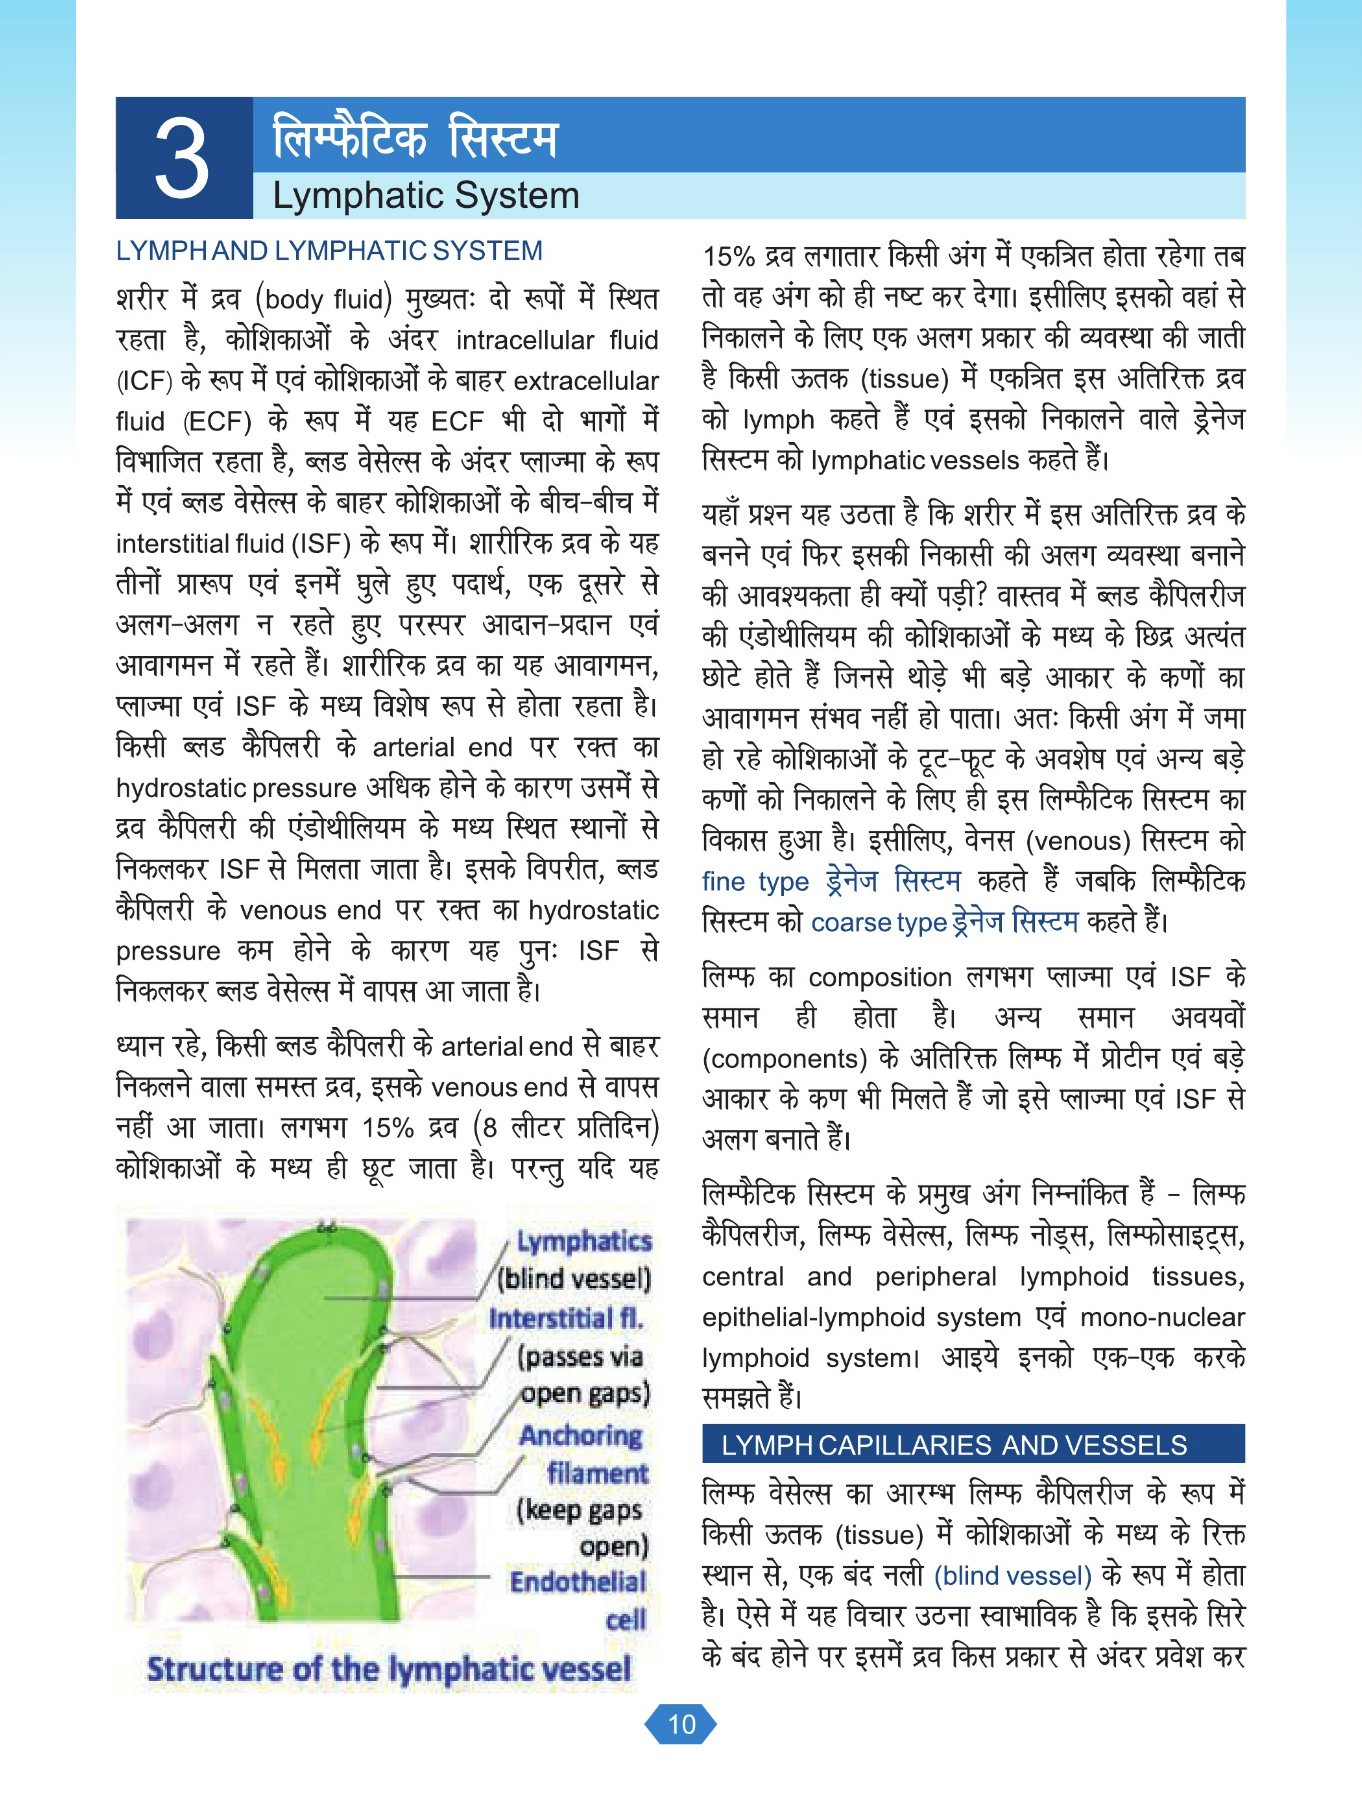 3
लिम्फैटिक सिस्टम
Lymphatic System
LYMPH AND LYMPHATIC SYSTEM
शरीर में द्रव (body fluid) मुख्यतः दो रूपों में स्थित
रहता है, कोशिकाओं के अंदर intracellular fluid
(ICF) के रूप में एवं कोशिकाओं के बाहर extracellular
fluid (ECF) के रूप में यह ECF भी दो भागों में
विभाजित रहता है, ब्लड वेसेल्स के अंदर प्लाज्मा के रूप
में एवं ब्लड वेसेल्स के बाहर कोशिकाओं के बीच-बीच में
interstitial fluid (ISF) के रूप में। शारीरिक द्रव के यह
तीनों प्रारूप एवं इनमें घुले हुए पदार्थ, एक दूसरे से
अलग-अलग न रहते हुए परस्पर आदान-प्रदान एवं
आवागमन में रहते हैं। शारीरिक द्रव का यह आवागमन,
प्लाज्मा एवं ISF के मध्य विशेष रूप से होता रहता है।
किसी ब्लड कैपिलरी के arterial end पर रक्त का
hydrostatic pressure अधिक होने के कारण उसमें से
द्रव कैपिलरी की एंडोथीलियम के मध्य स्थित स्थानों से
निकलकर ISF से मिलता जाता है। इसके विपरीत, ब्लड
कैपिलरी के venous end पर रक्त का hydrostatic
pressure कम होने के कारण यह पुनः ISF से
निकलकर ब्लड वेसेल्स में वापस आ जाता है।
ध्यान रहे, किसी ब्लड कैपिलरी के arterial end से बाहर
निकलने वाला समस्त द्रव, इसके venous end से वापस
नहीं आ जाता। लगभग 15% द्रव (8 लीटर प्रतिदिन)
कोशिकाओं के मध्य ही छूट जाता है। परन्तु यदि यह
Lymphatics
(blind vessel)
Interstitial fl.
(passes via
open gaps)
Anchoring
filament
(keep gaps
open)
Endothelial
cell
Structure of the lymphatic vessel
15% द्रव लगातार किसी अंग में एकत्रित होता रहेगा तब
तो वह अंग को ही नष्ट कर देगा। इसीलिए इसको वहां से
निकालने के लिए एक अलग प्रकार की व्यवस्था की जाती
है किसी ऊतक (tissue) में एकत्रित इस अतिरिक्त द्रव
को lymph कहते हैं एवं इसको निकालने वाले ड्रेनेज
सिस्टम को lymphatic vessels कहते हैं।
यहाँ प्रश्न यह उठता है कि शरीर में इस अतिरिक्त द्रव के
बनने एवं फिर इसकी निकासी की अलग व्यवस्था बनाने
की आवश्यकता ही क्यों पड़ी? वास्तव में ब्लड कैपिलरीज
की एंडोथीलियम की कोशिकाओं के मध्य के छिद्र अत्यंत
छोटे होते हैं जिनसे थोड़े भी बड़े आकार के कणों का
आवागमन संभव नहीं हो पाता। अतः किसी अंग में जमा
हो रहे कोशिकाओं के टूट-फूट के अवशेष एवं अन्य बड़े
कणों को निकालने के लिए ही इस लिम्फैटिक सिस्टम का
विकास हुआ है। इसीलिए, वेनस (venous) सिस्टम को
fine type ड्रेनेज सिस्टम कहते हैं जबकि लिम्फैटिक
सिस्टम को coarse type ड्रेनेज सिस्टम कहते हैं।
लिम्फ का composition लगभग प्लाज्मा एवं ISF के
समान ही होता है। अन्य समान अवयवों
(components) के अतिरिक्त लिम्फ में प्रोटीन एवं बड़े
आकार के कण भी मिलते हैं जो इसे प्लाज्मा एवं ISF से
अलग बनाते हैं।
लिम्फैटिक सिस्टम के प्रमुख अंग निम्नांकित हैं - लिम्फ
कैपिलरीज, लिम्फ वेसेल्स, लिम्फ नोड्स, लिम्फोसाइट्स,
central and peripheral lymphoid tissues,
epithelial-lymphoid system एवं mono-nuclear
lymphoid system। आइये इनको एक-एक करके
समझते हैं।
LYMPH CAPILLARIES AND VESSELS
लिम्फ वेसेल्स का आरम्भ लिम्फ कैपिलरीज के रूप में
किसी ऊतक (tissue) में कोशिकाओं के मध्य के रिक्त
स्थान से, एक बंद नली (blind vessel) के रूप में होता
है। ऐसे में यह विचार उठना स्वाभाविक है कि इसके सिरे
के बंद होने पर इसमें द्रव किस प्रकार से अंदर प्रवेश कर
10